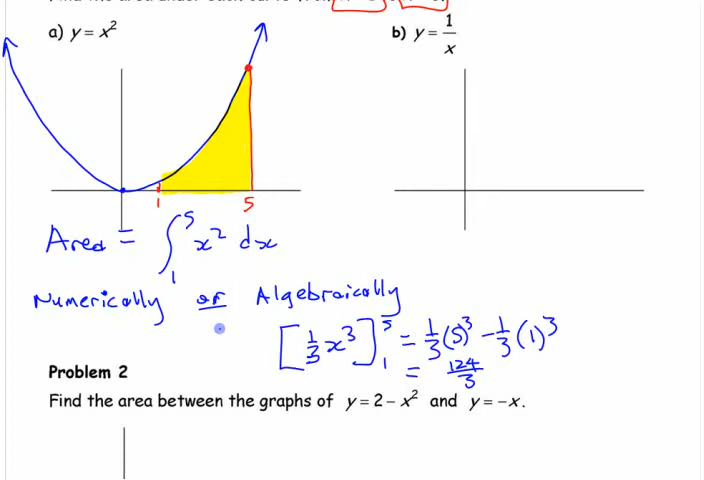 a) y = x²
b) y = 1/x
1 5
Area = ∫₁⁵ x² dx
Numerically or Algebraically
[⅓x³]₁⁵ = ⅓(5)³ – ⅓(1)³
= 124/3
Problem 2
Find the area between the graphs of y = 2 – x² and y = –x.